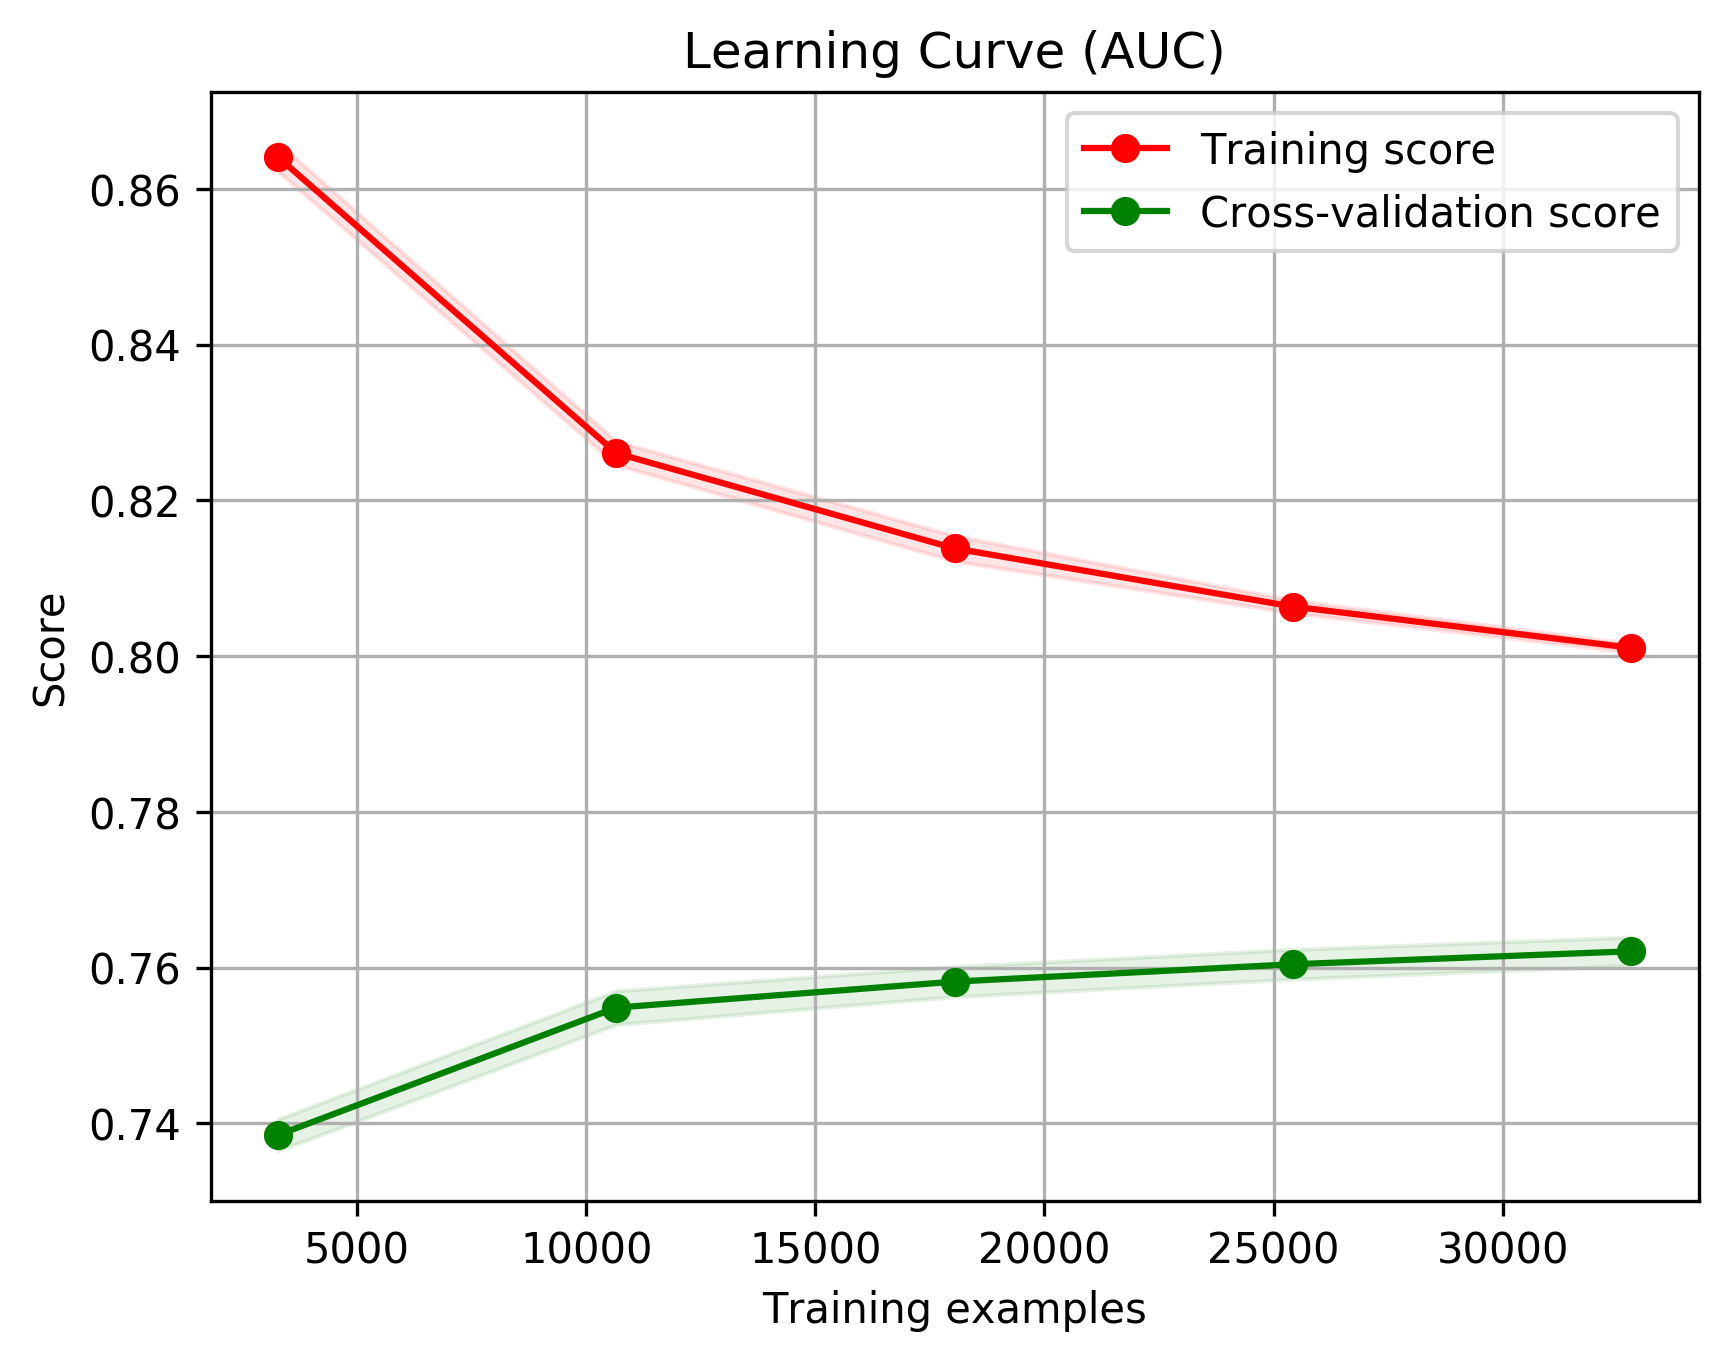 Learning Curve (AUC)
Training score
Cross-validation score
0.86
0.84
0.82
0.80
0.78
0.76
0.74
Score
5000 10000 15000 20000 25000 30000
Training examples